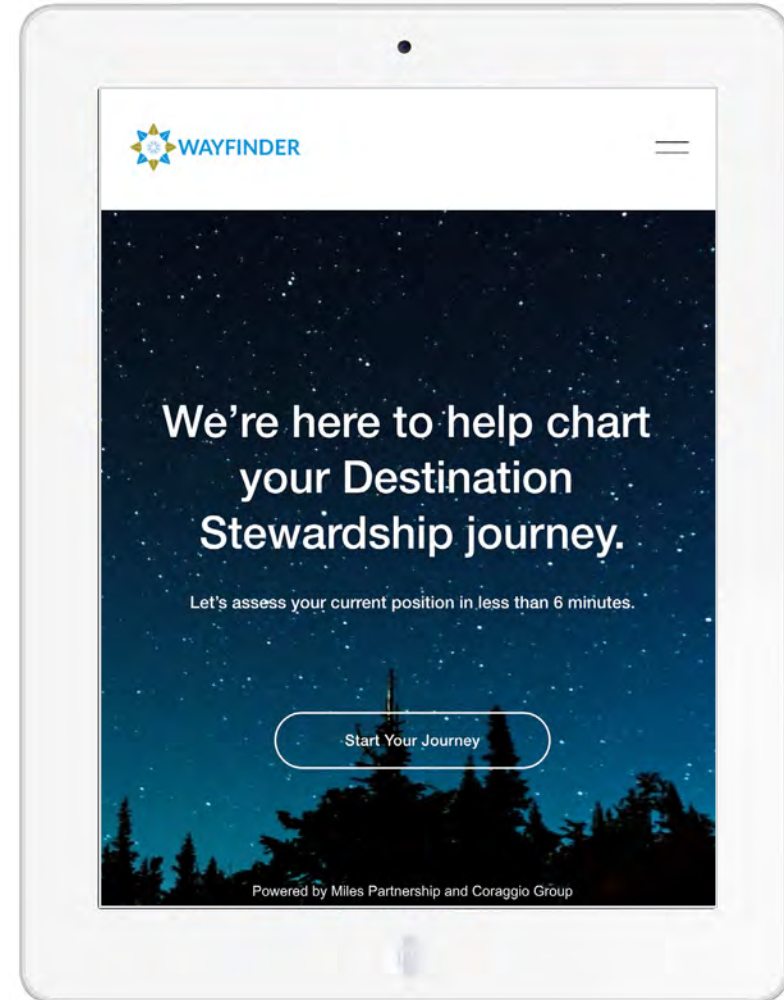 WAYFINDER
We're here to help chart
your Destination
Stewardship journey.
Let's assess your current position in less than 6 minutes.
Start Your Journey
Powered by Miles Partnership and Coraggio Group